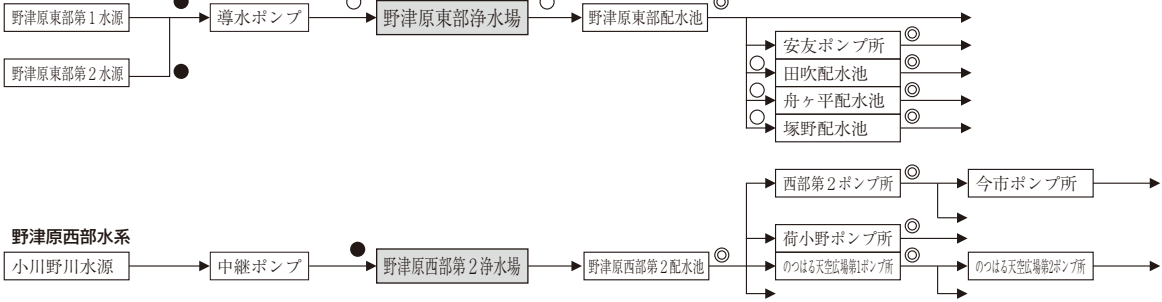 野津原東部第1水源
導水ポンプ
野津原東部浄水場
野津原東部配水池
安友ポンプ所
野津原東部第2水源
田吹配水池
舟ヶ平配水池
塚野配水池
西部第2ポンプ所
今市ポンプ所
野津原西部水系
荷小野ポンプ所
小川野川水源
中継ポンプ
野津原西部第2浄水場
野津原西部第2配水池
のつはる天空広場第1ポンプ所
のつはる天空広場第2ポンプ所